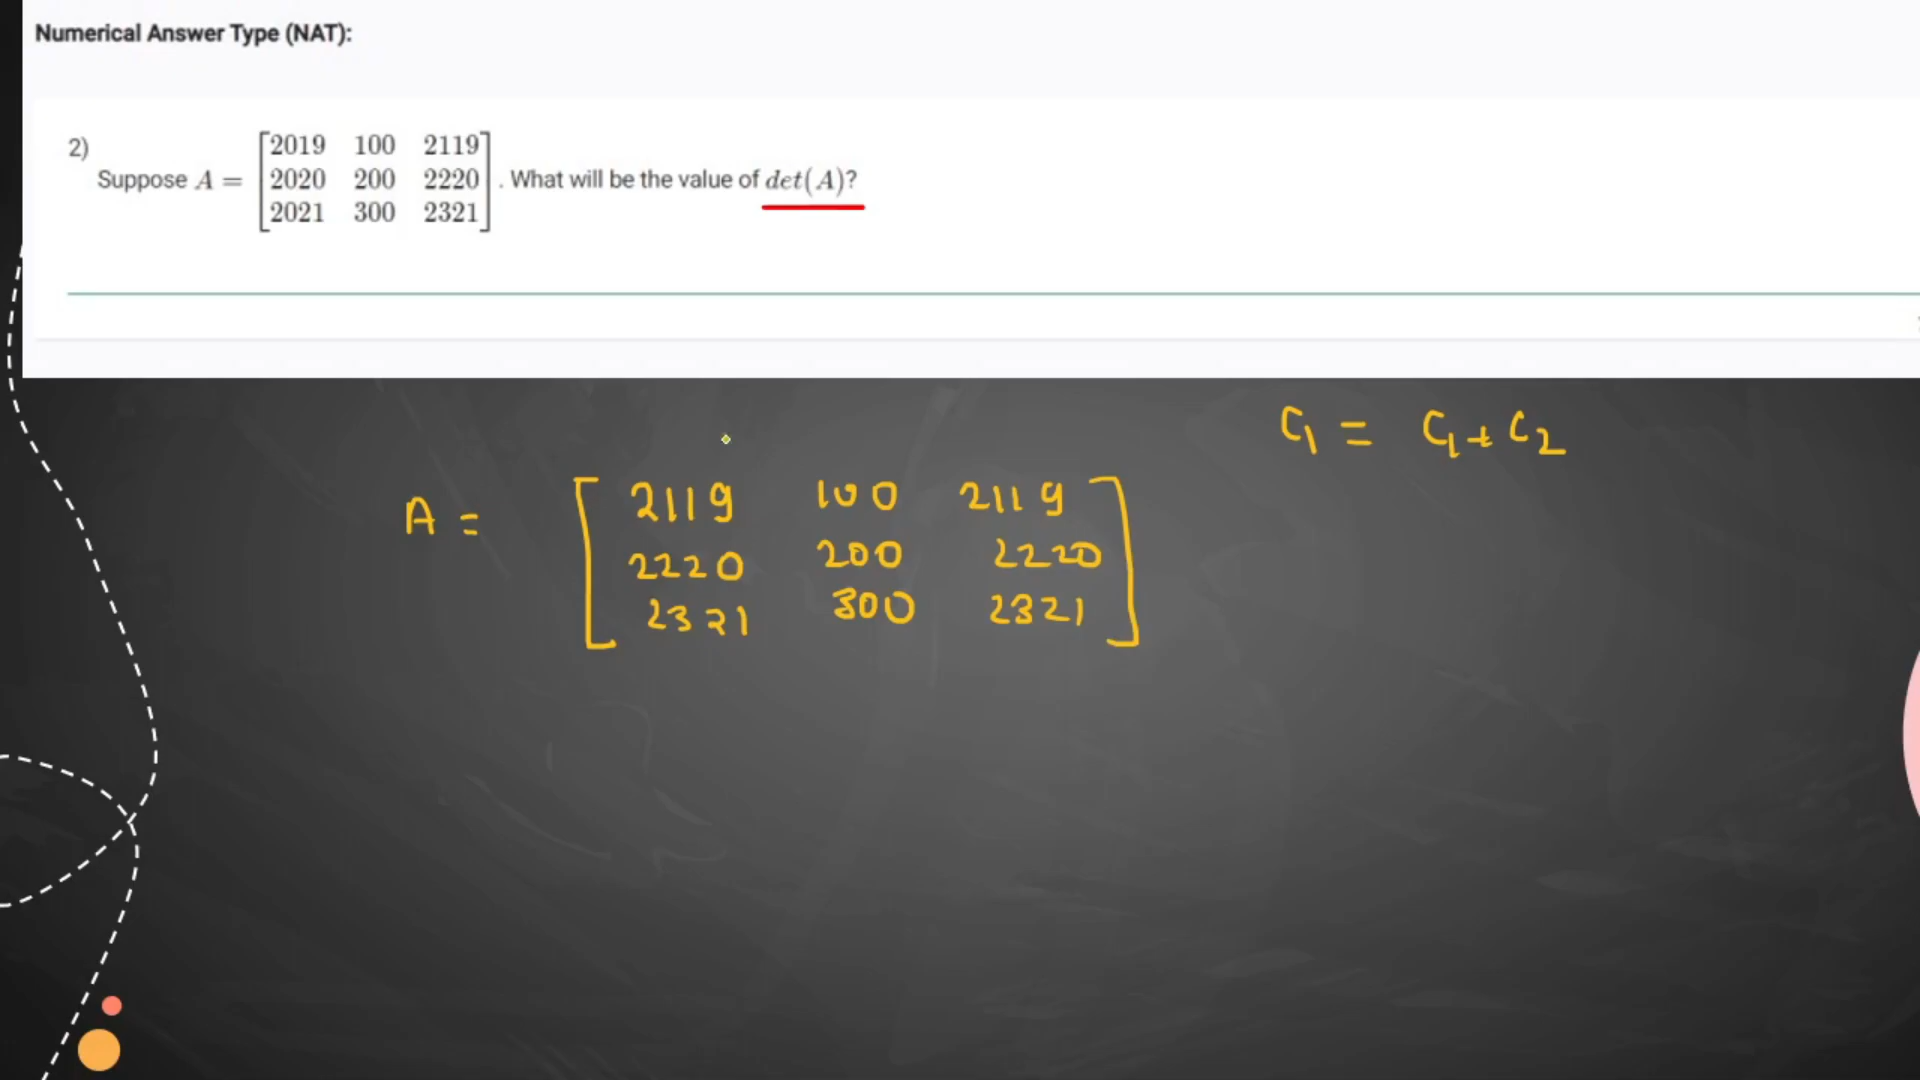 Numerical Answer Type (NAT):
2)
2019 100 2119
Suppose A = 2020 200 2220 . What will be the value of det(A)?
2021 300 2321
C1 = C1 + C2
A = 2119 100 2119
2220 200 2220
2321 300 2321